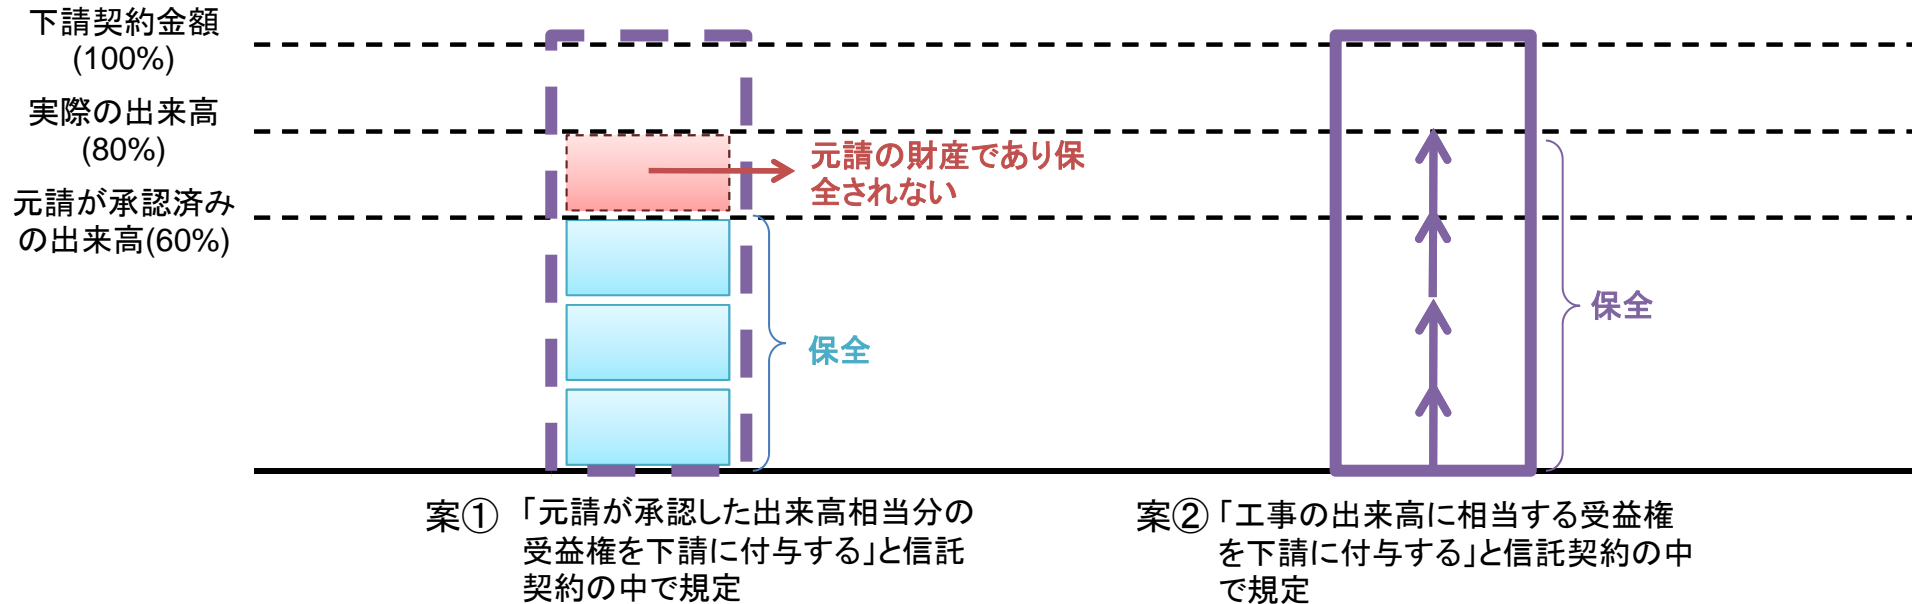 下請契約金額
(100%)
実際の出来高
(80%)
元請が承認済み
の出来高(60%)
元請の財産であり保
全されない
保全
保全
案① 「元請が承認した出来高相当分の
受益権を下請に付与する」と信託
契約の中で規定
案② 「工事の出来高に相当する受益権
を下請に付与する」と信託契約の中
で規定